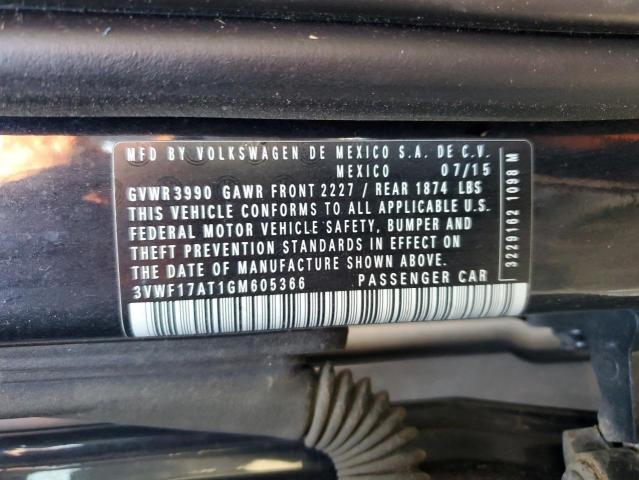 MFD BY VOLKSWAGEN DE MEXICO S.A. DE C.V.
MEXICO 07/15
GVWR 3990 GAWR FRONT 2227 / REAR 1874 LBS
THIS VEHICLE CONFORMS TO ALL APPLICABLE U.S.
FEDERAL MOTOR VEHICLE SAFETY, BUMPER AND
THEFT PREVENTION STANDARDS IN EFFECT ON
THE DATE OF MANUFACTURE SHOWN ABOVE.
3VWF17AT1GM605366 PASSENGER CAR
3229162 1098 M